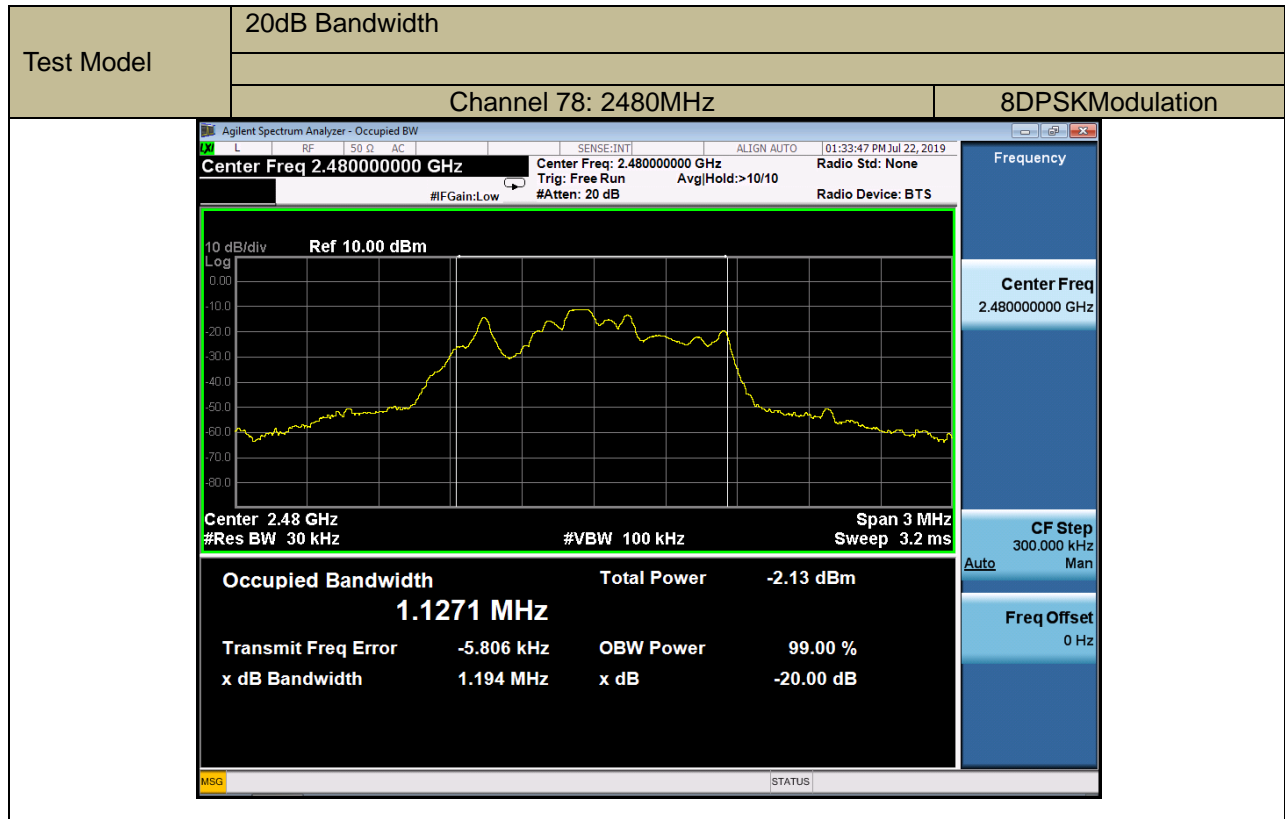 20dB Bandwidth
Test Model
Channel 78: 2480MHz 8DPSKModulation
Agilent Spectrum Analyzer - Occupied BW
LXI L RF 50 Ω AC SENSE:INT ALIGN AUTO 01:33:47 PM Jul 22, 2019
Center Freq 2.480000000 GHz
Center Freq: 2.480000000 GHz Radio Std: None
Trig: Free Run Avg|Hold:>10/10
#IFGain:Low #Atten: 20 dB Radio Device: BTS
Frequency
10 dB/div Ref 10.00 dBm
Log
0.00
-10.0
-20.0
-30.0
-40.0
-50.0
-60.0
-70.0
-80.0
Center Freq
2.480000000 GHz
Center 2.48 GHz Span 3 MHz
#Res BW 30 kHz #VBW 100 kHz Sweep 3.2 ms
CF Step
300.000 kHz
Auto Man
Occupied Bandwidth Total Power -2.13 dBm
1.1271 MHz
Transmit Freq Error -5.806 kHz OBW Power 99.00 %
x dB Bandwidth 1.194 MHz x dB -20.00 dB
Freq Offset
0 Hz
MSG STATUS